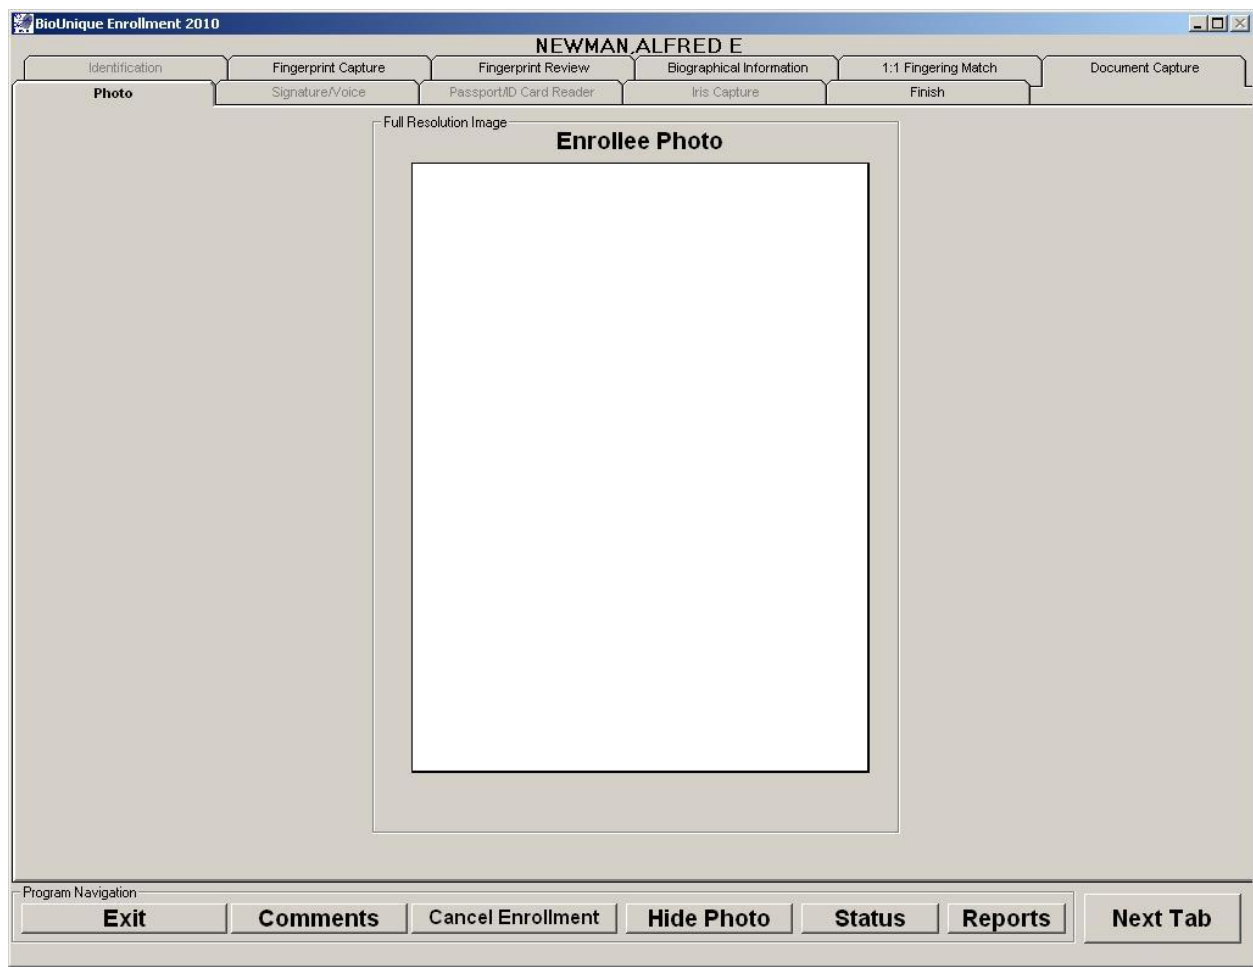 BioUnique Enrollment 2010
NEWMAN,ALFRED E
Identification Fingerprint Capture Fingerprint Review Biographical Information 1:1 Fingering Match Document Capture
Photo Signature/Voice Passport/ID Card Reader Iris Capture Finish
Full Resolution Image
Enrollee Photo
Program Navigation
Exit Comments Cancel Enrollment Hide Photo Status Reports Next Tab